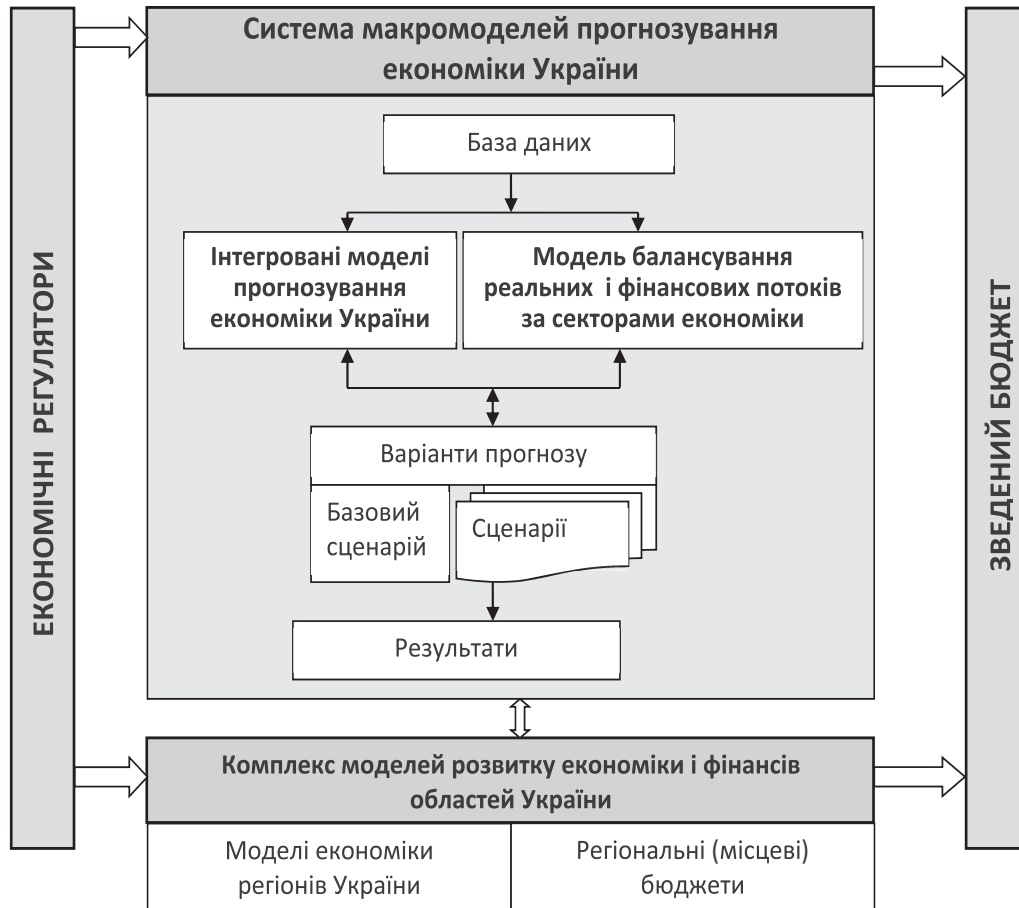 ЕКОНОМІЧНІ РЕГУЛЯТОРИ
Система макромоделей прогнозування
економіки України
База даних
Інтегровані моделі
прогнозування
економіки України
Модель балансування
реальних і фінансових потоків
за секторами економіки
Варіанти прогнозу
Базовий
сценарій
Сценарії
Результати
Комплекс моделей розвитку економіки і фінансів
областей України
Моделі економіки
регіонів України
Регіональні (місцеві)
бюджети
ЗВЕДЕНИЙ БЮДЖЕТ